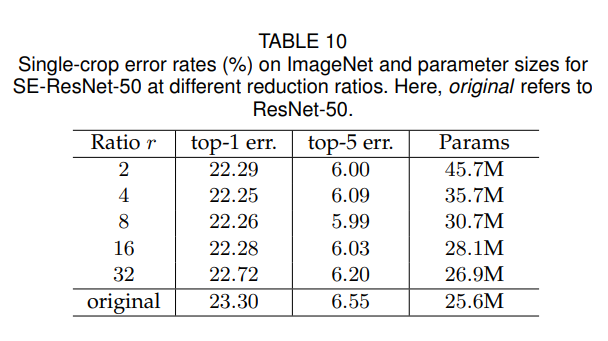 TABLE 10
Single-crop error rates (%) on ImageNet and parameter sizes for
SE-ResNet-50 at different reduction ratios. Here, original refers to
ResNet-50.
Ratio r top-1 err. top-5 err. Params
2 22.29 6.00 45.7M
4 22.25 6.09 35.7M
8 22.26 5.99 30.7M
16 22.28 6.03 28.1M
32 22.72 6.20 26.9M
original 23.30 6.55 25.6M